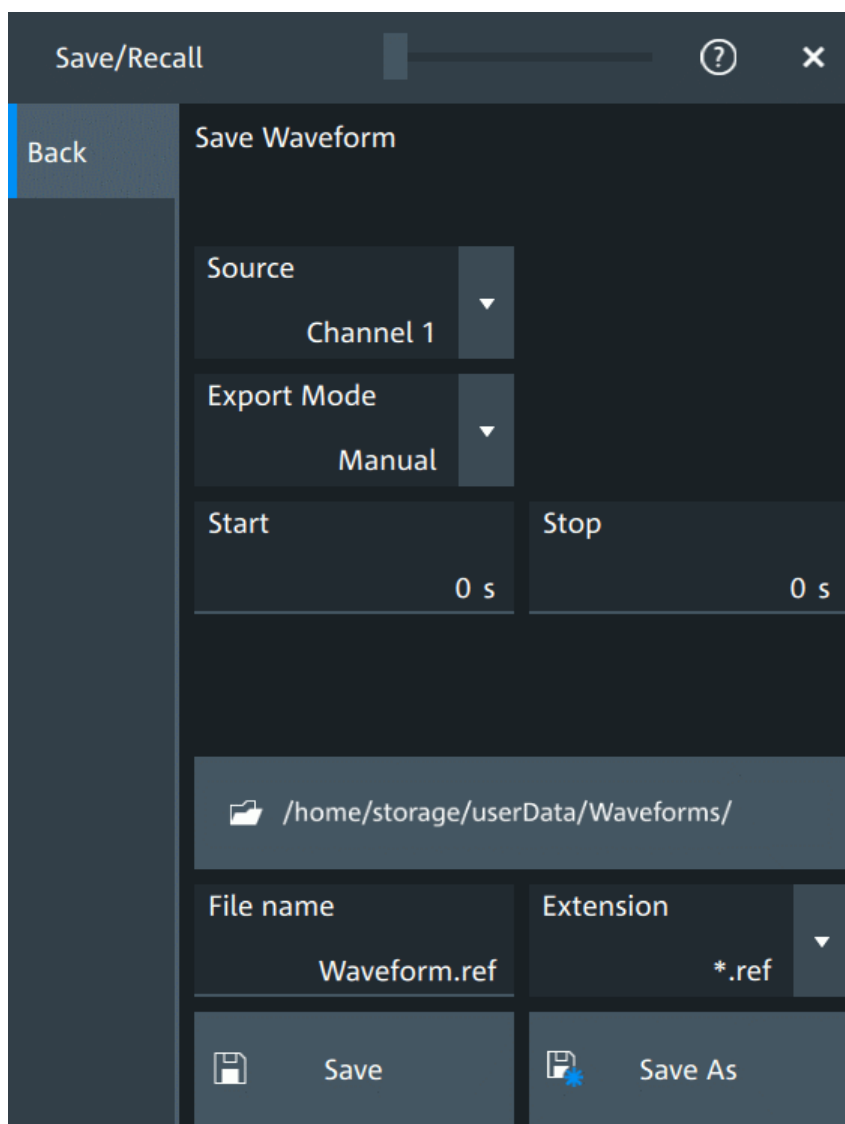 Save/Recall
?
Back
Save Waveform
Source
Channel 1
Export Mode
Manual
Start
Stop
0 s
0 s
/home/storage/userData/Waveforms/
File name
Extension
Waveform.ref
*.ref
Save
Save As